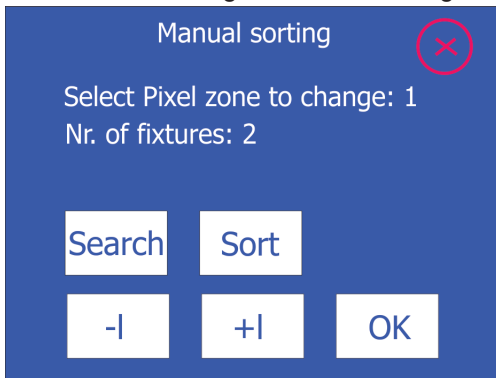 Manual sorting
Select Pixel zone to change: 1
Nr. of fixtures: 2
Search Sort
-I +I OK